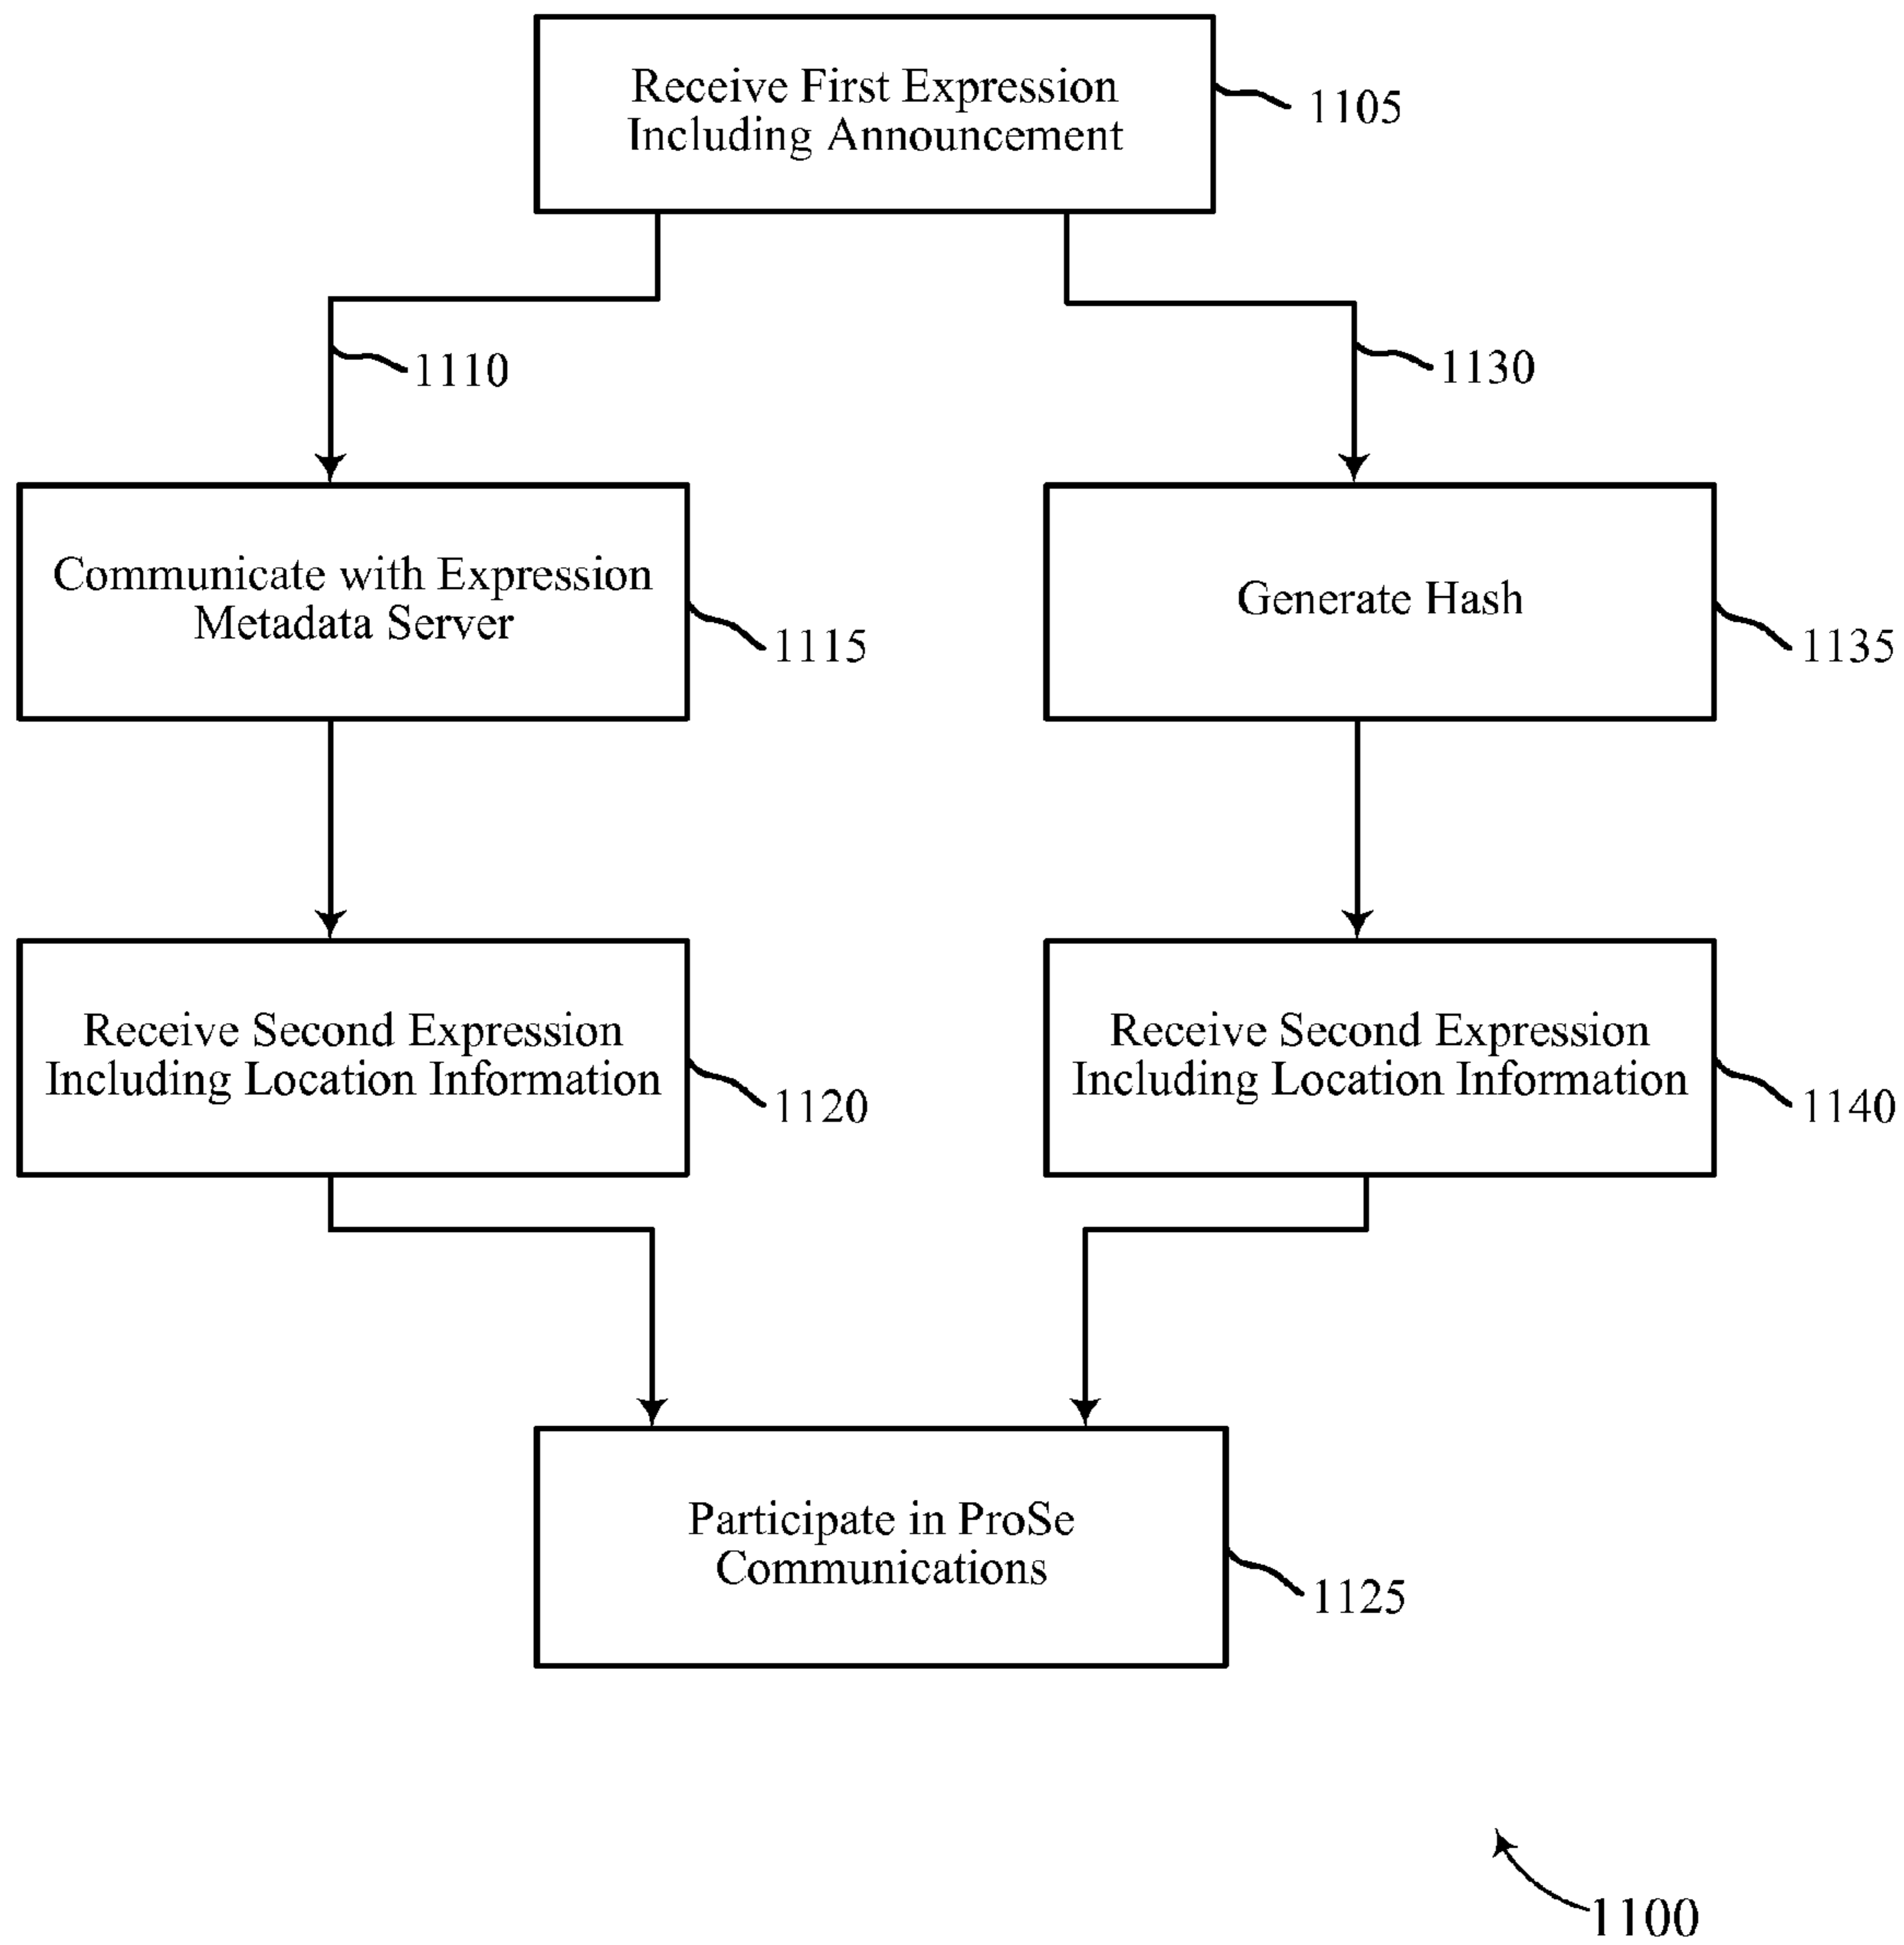 Receive First Expression
Including Announcement
1105
1110
1130
Communicate with Expression
Metadata Server
1115
Generate Hash
1135
Receive Second Expression
Including Location Information
1120
Receive Second Expression
Including Location Information
1140
Participate in ProSe
Communications
1125
1100